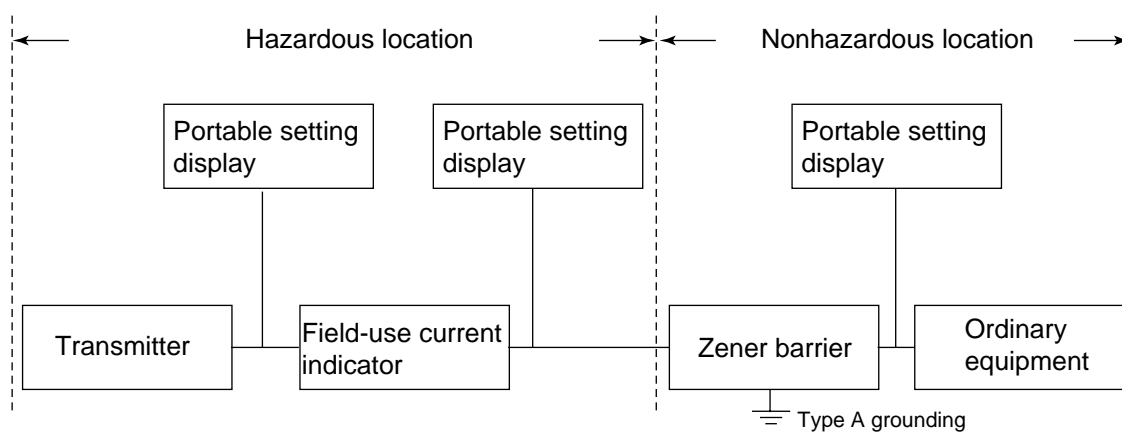 Hazardous location
Nonhazardous location
Portable setting
display
Portable setting
display
Portable setting
display
Transmitter
Field-use current
indicator
Zener barrier
Ordinary
equipment
Type A grounding